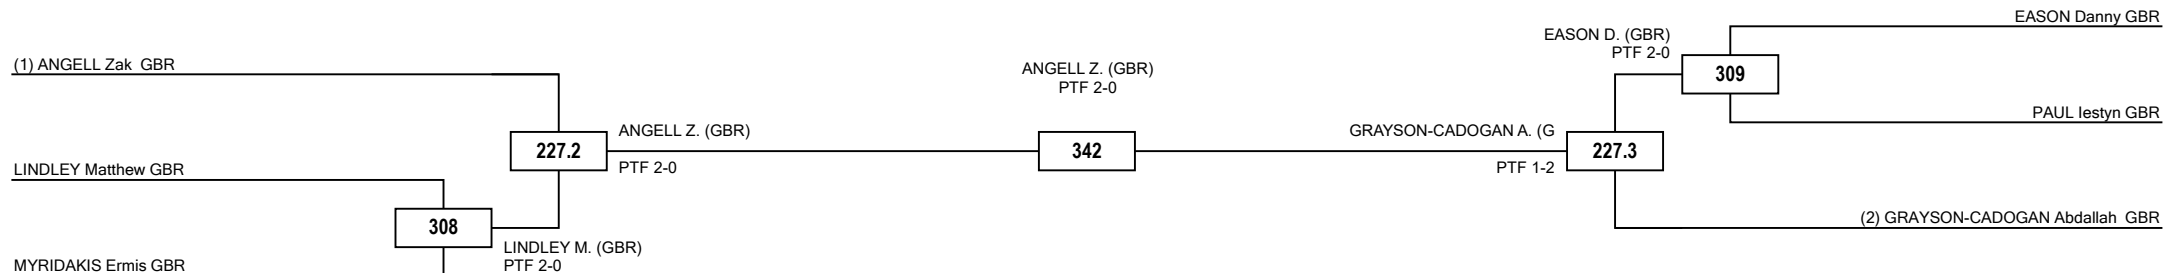 EASON Danny GBR
EASON D. (GBR)
PTF 2-0
(1) ANGELL Zak GBR
ANGELL Z. (GBR)
PTF 2-0
309
PAUL Iestyn GBR
227.2
ANGELL Z. (GBR)
PTF 2-0
342
GRAYSON-CADOGAN A. (G
PTF 1-2
227.3
LINDLEY Matthew GBR
308
LINDLEY M. (GBR)
PTF 2-0
(2) GRAYSON-CADOGAN Abdallah GBR
MYRIDAKIS Ermis GBR